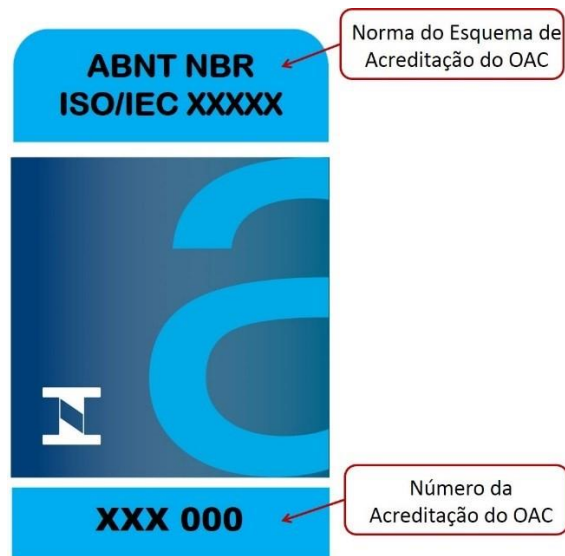 ABNT NBR
ISO/IEC XXXXX
Norma do Esquema de
Acreditação do OAC
XXX 000
Número da
Acreditação do OAC